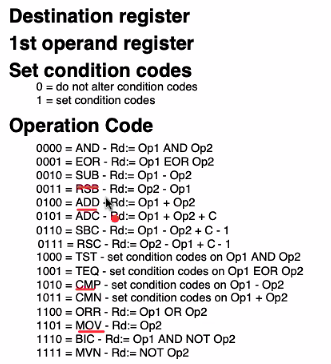 Destination register
1st operand register
Set condition codes
0 = do not alter condition codes
1 = set condition codes
Operation Code
0000 = AND - Rd:= Op1 AND Op2
0001 = EOR - Rd:= Op1 EOR Op2
0010 = SUB - Rd:= Op1 - Op2
0011 = RSB - Rd:= Op2 - Op1
0100 = ADD - Rd:= Op1 + Op2
0101 = ADC - Rd:= Op1 + Op2 + C
0110 = SBC - Rd:= Op1 - Op2 + C - 1
0111 = RSC - Rd:= Op2 - Op1 + C - 1
1000 = TST - set condition codes on Op1 AND Op2
1001 = TEQ - set condition codes on Op1 EOR Op2
1010 = CMP - set condition codes on Op1 - Op2
1011 = CMN - set condition codes on Op1 + Op2
1100 = ORR - Rd:= Op1 OR Op2
1101 = MOV - Rd:= Op2
1110 = BIC - Rd:= Op1 AND NOT Op2
1111 = MVN - Rd:= NOT Op2